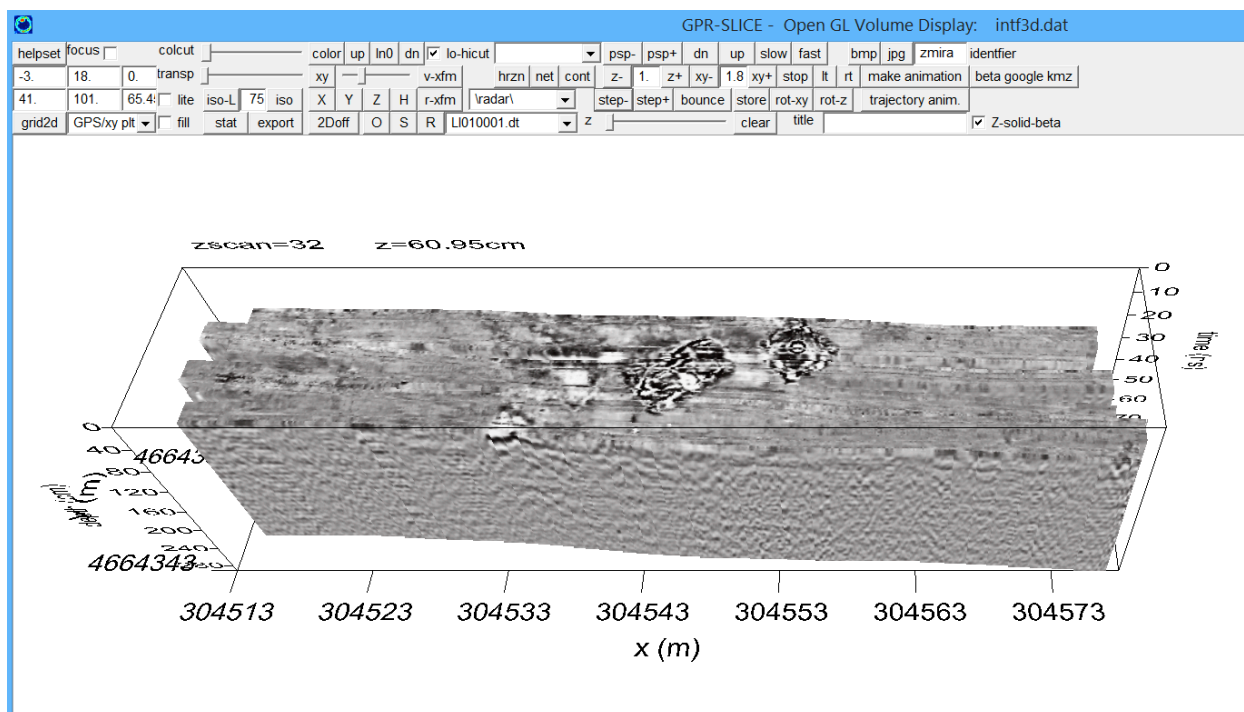 GPR-SLICE - Open GL Volume Display: intf3d.dat
helpset focus colcut color up ln0 dn lo-hicut psp- psp+ dn up slow fast bmp jpg zmira identfier
-3. 18. 0. transp xy v-xfm hrzn net cont z- 1. z+ xy- 1.8 xy+ stop lt rt make animation beta google kmz
41. 101. lite iso-L 75 iso X Y Z H r-xfm \radar\ step- step+ bounce store rot-xy rot-z trajectory anim.
grid2d GPS/xy plt fill stat export 2Doff O S R LI010001.dt z clear title Z-solid-beta
zscan=32 z=60.95cm
0
10
20
30
40
50
60
time(ns)
0
40
80
120
160
200
240
(m)
4664343
304513 304523 304533 304543 304553 304563 304573
x (m)